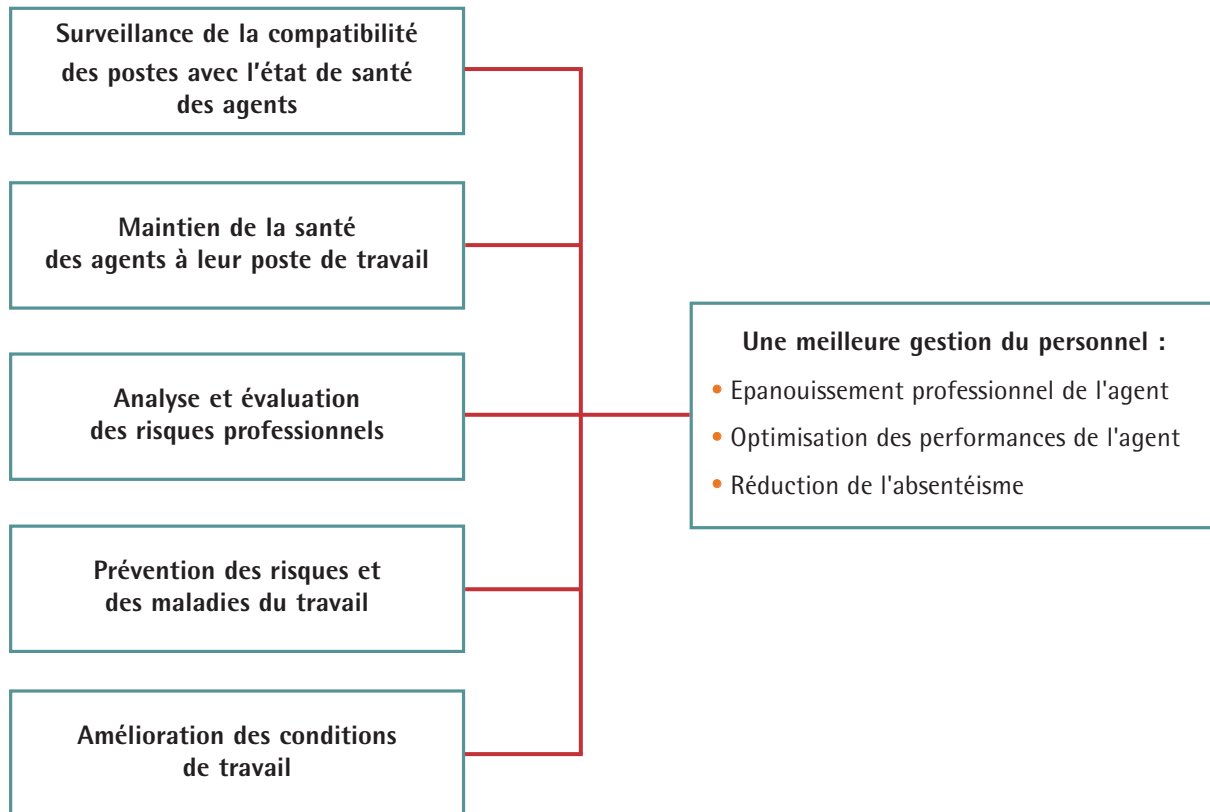 Surveillance de la compatibilité
des postes avec l'état de santé
des agents
Maintien de la santé
des agents à leur poste de travail
Analyse et évaluation
des risques professionnels
Prévention des risques et
des maladies du travail
Amélioration des conditions
de travail
Une meilleure gestion du personnel :
• Epanouissement professionnel de l'agent
• Optimisation des performances de l'agent
• Réduction de l'absentéisme